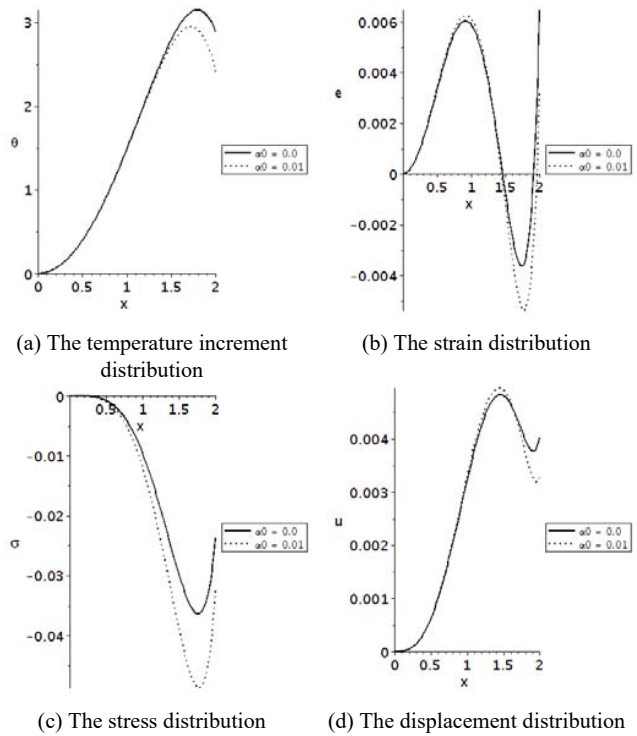 3
2
θ
1
0
0 0.5 1 1.5 2
x
α0 = 0.0
α0 = 0.01
(a) The temperature increment
distribution
0.006
0.004
e
0.002
0
0.5 1 1.5 2
x
-0.002
-0.004
α0 = 0.0
α0 = 0.01
(b) The strain distribution
0
0.5 1 1.5 2
x
-0.01
-0.02
σ
-0.03
-0.04
α0 = 0.0
α0 = 0.01
(c) The stress distribution
0.004
u
0.003
0.002
0.001
0
0 0.5 1 1.5 2
x
α0 = 0.0
α0 = 0.01
(d) The displacement distribution